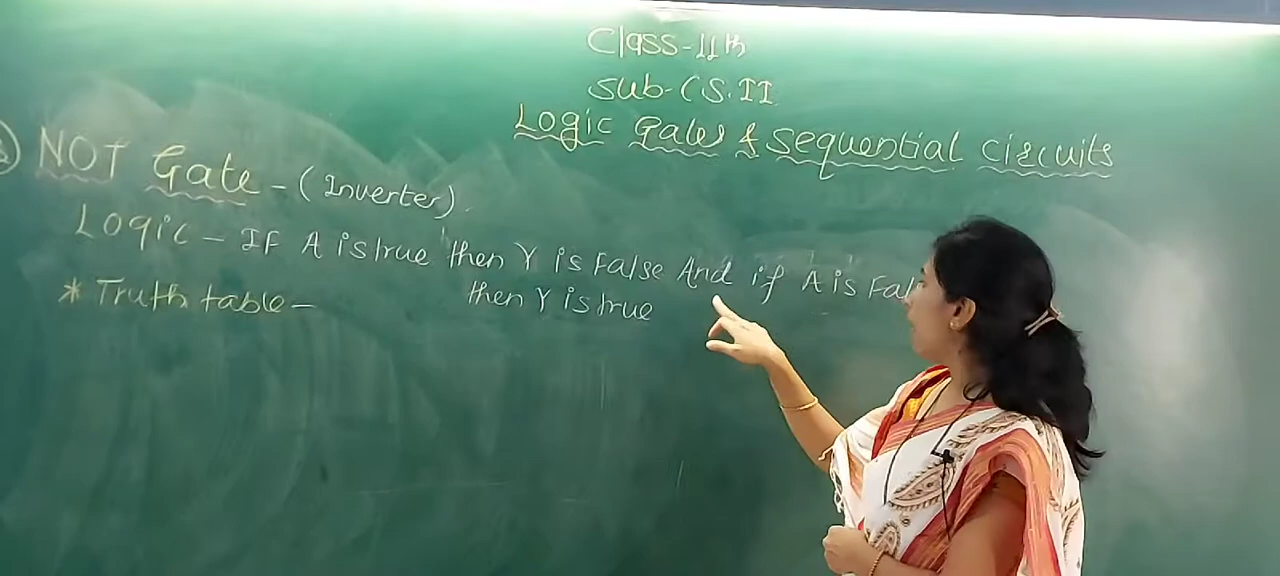 Class-11th
Sub-CS.II
Logic Gates & Sequential Circuits
NOT Gate - (Inverter).
Logic - IF A is true then Y is False And if A is
then Y is true
* Truth table -